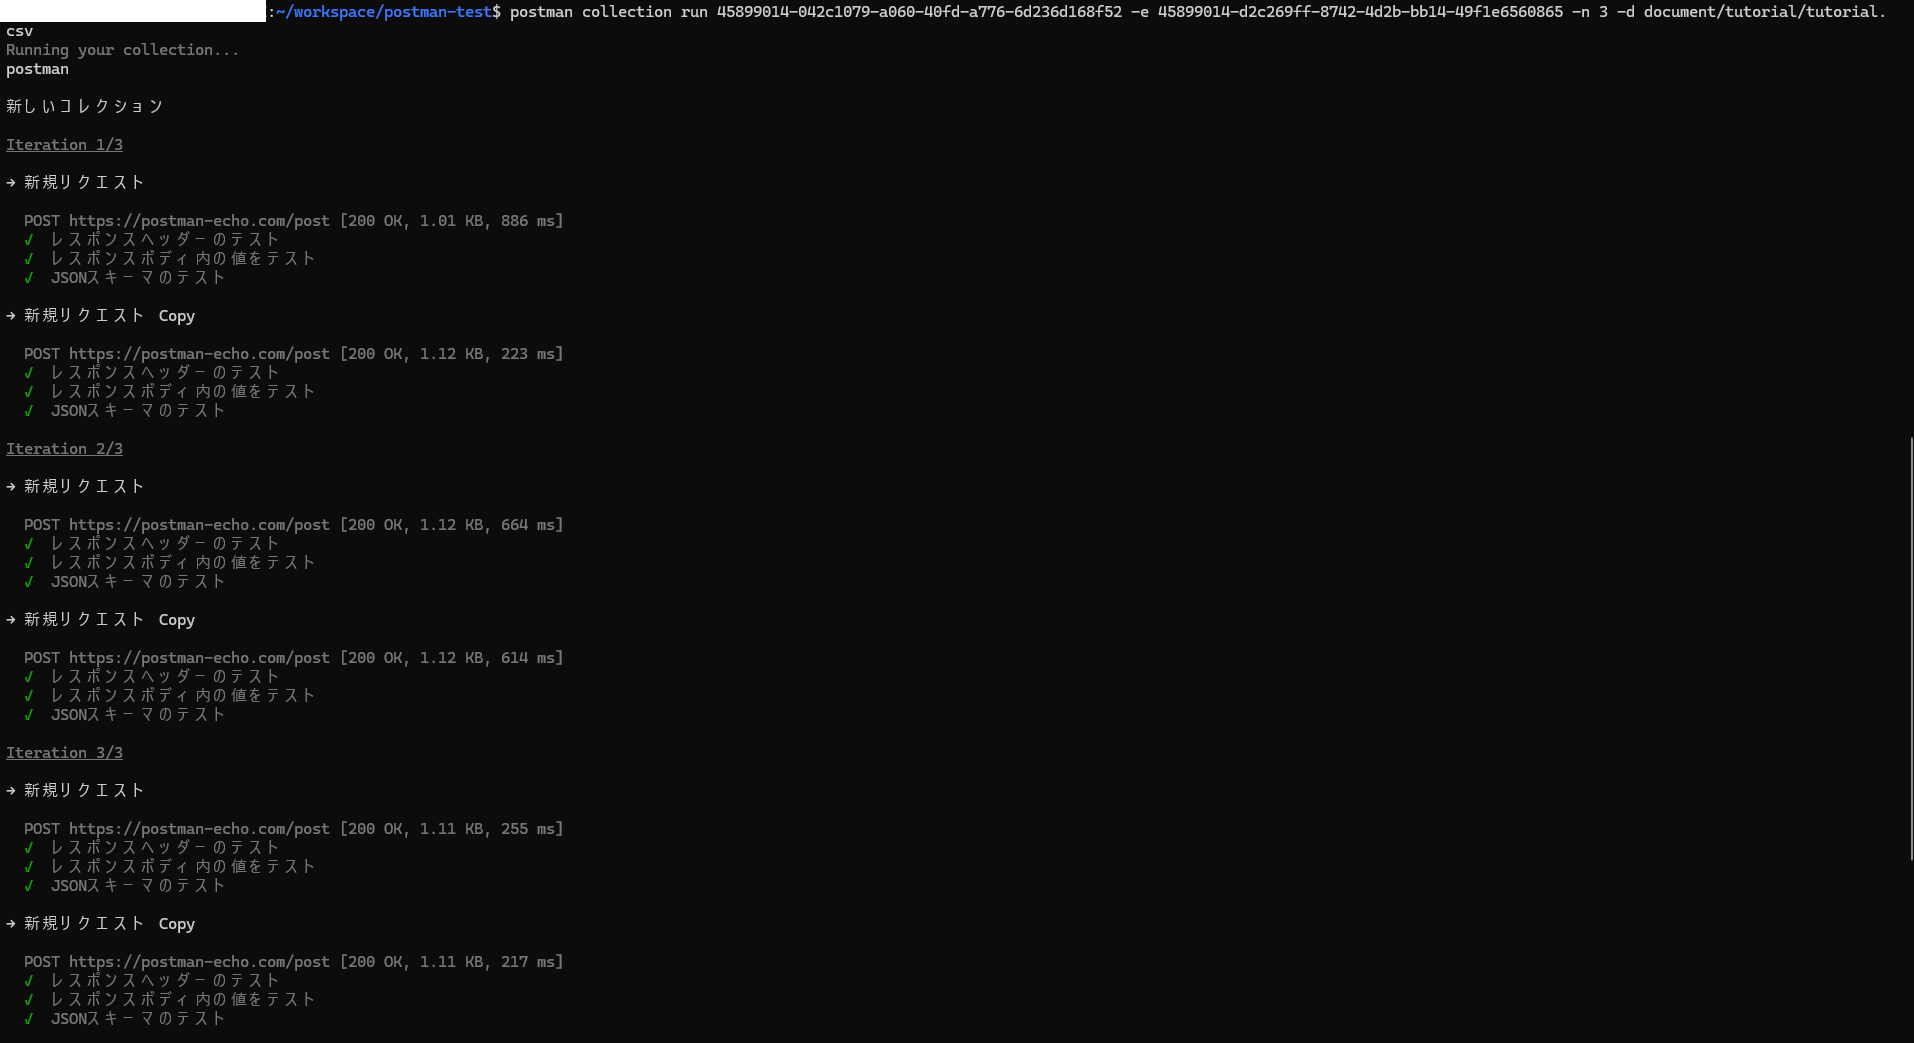 :~/workspace/postman-test$ postman collection run 45899014-042c1079-a060-40fd-a776-6d236d168f52 -e 45899014-d2c269ff-8742-4d2b-bb14-49f1e6560865 -n 3 -d document/tutorial/tutorial.
csv
Running your collection...
postman
新しいコレクション
Iteration 1/3
→ 新規リクエスト
POST https://postman-echo.com/post [200 OK, 1.01 KB, 886 ms]
✓ レスポンスヘッダーのテスト
✓ レスポンスボディ内の値をテスト
✓ JSONスキーマのテスト
→ 新規リクエスト Copy
POST https://postman-echo.com/post [200 OK, 1.12 KB, 223 ms]
✓ レスポンスヘッダーのテスト
✓ レスポンスボディ内の値をテスト
✓ JSONスキーマのテスト
Iteration 2/3
→ 新規リクエスト
POST https://postman-echo.com/post [200 OK, 1.12 KB, 664 ms]
✓ レスポンスヘッダーのテスト
✓ レスポンスボディ内の値をテスト
✓ JSONスキーマのテスト
→ 新規リクエスト Copy
POST https://postman-echo.com/post [200 OK, 1.12 KB, 614 ms]
✓ レスポンスヘッダーのテスト
✓ レスポンスボディ内の値をテスト
✓ JSONスキーマのテスト
Iteration 3/3
→ 新規リクエスト
POST https://postman-echo.com/post [200 OK, 1.11 KB, 255 ms]
✓ レスポンスヘッダーのテスト
✓ レスポンスボディ内の値をテスト
✓ JSONスキーマのテスト
→ 新規リクエスト Copy
POST https://postman-echo.com/post [200 OK, 1.11 KB, 217 ms]
✓ レスポンスヘッダーのテスト
✓ レスポンスボディ内の値をテスト
✓ JSONスキーマのテスト